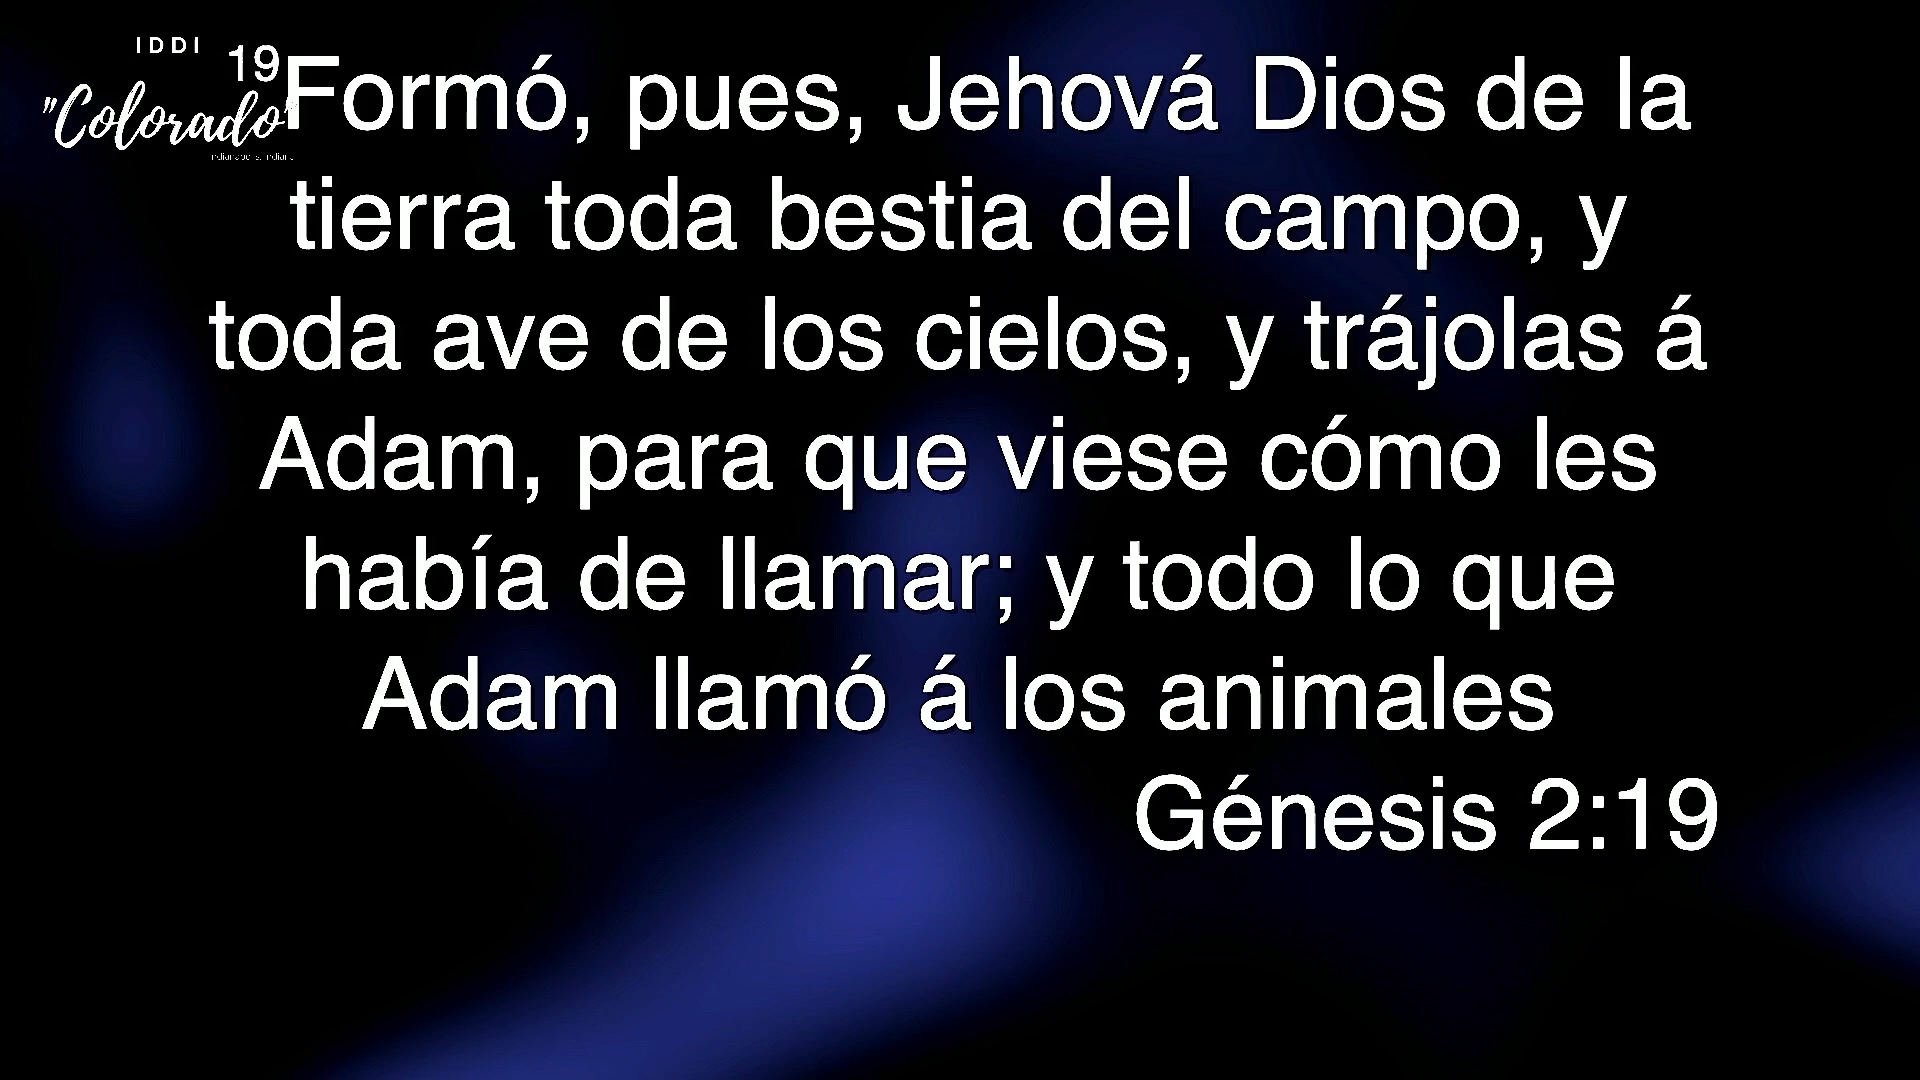 IDDI
"Colorado"
19Formó, pues, Jehová Dios de la
tierra toda bestia del campo, y
toda ave de los cielos, y trájolas á
Adam, para que viese cómo les
había de llamar; y todo lo que
Adam llamó á los animales
Génesis 2:19